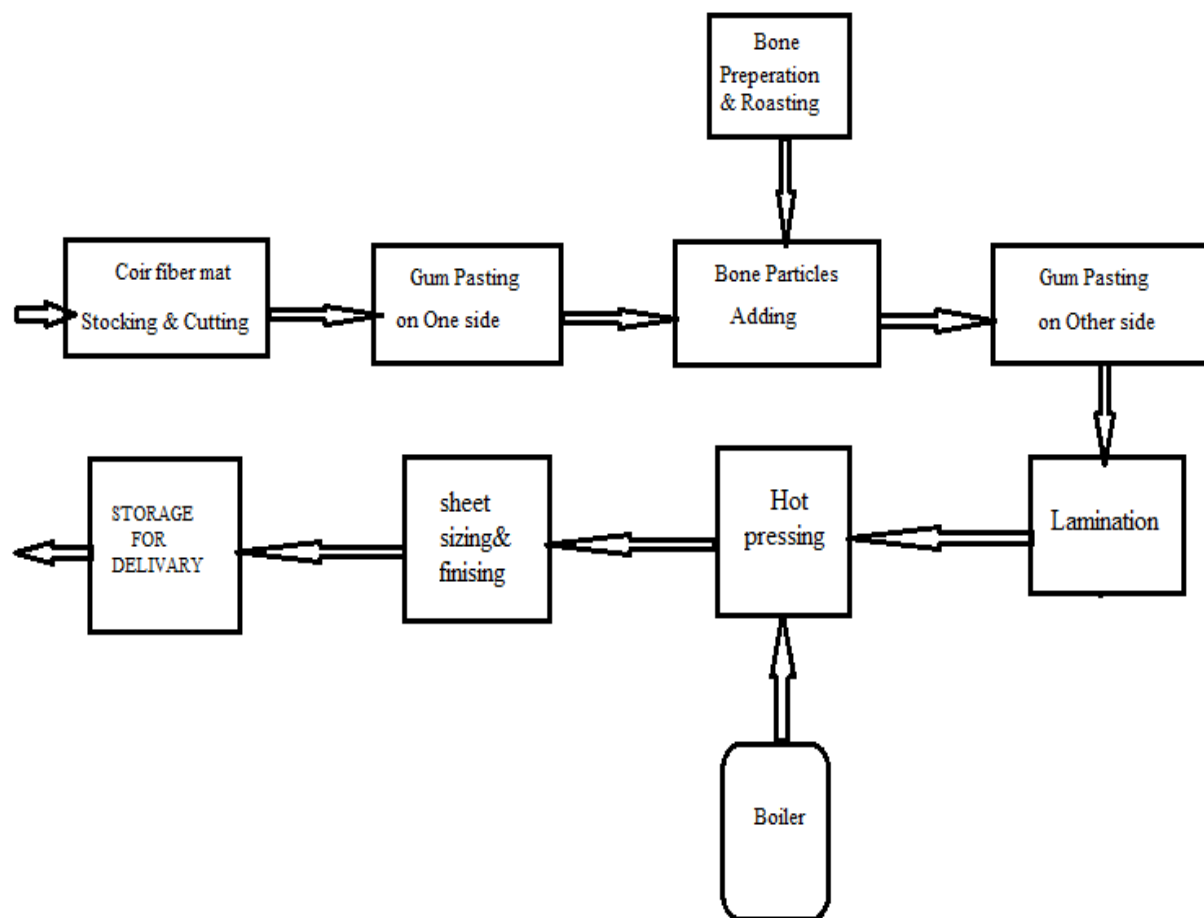 Bone
Preperation
& Roasting
Coir fiber mat
Stocking & Cutting
Gum Pasting
on One side
Bone Particles
Adding
Gum Pasting
on Other side
Lamination
Hot
pressing
sheet
sizing&
finising
STORAGE
FOR
DELIVARY
Boiler